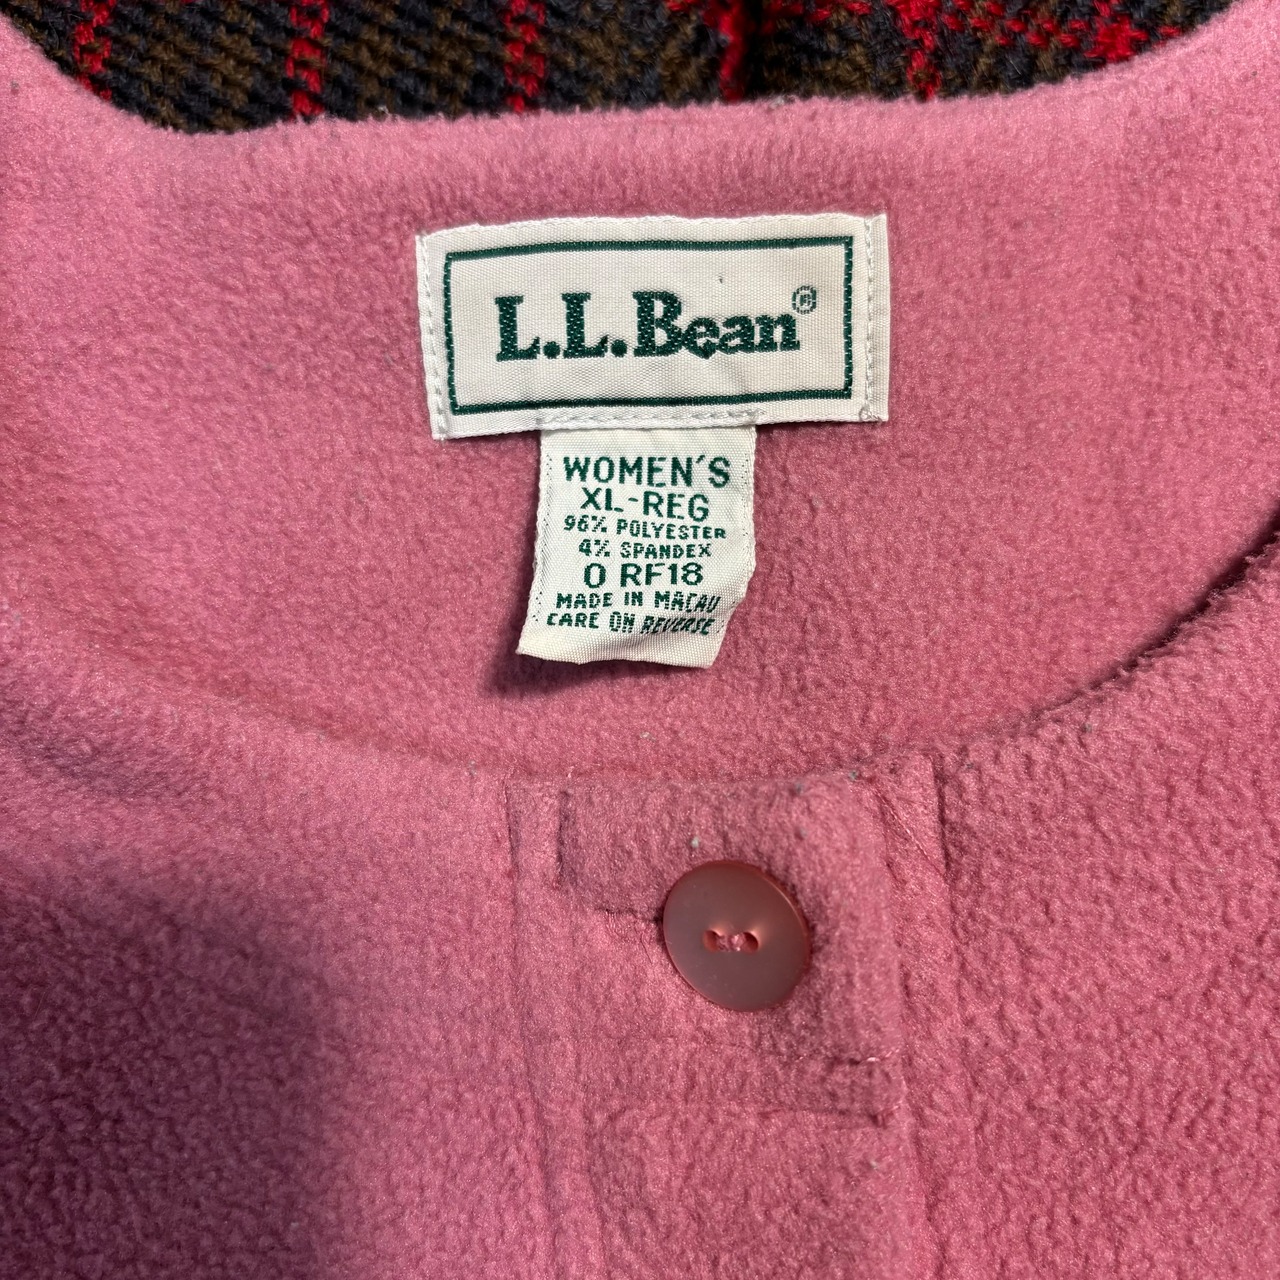 L.L.Bean®
WOMEN'S
XL-REG
96% POLYESTER
4% SPANDEX
0 RF18
MADE IN MACAU
CARE ON REVERSE